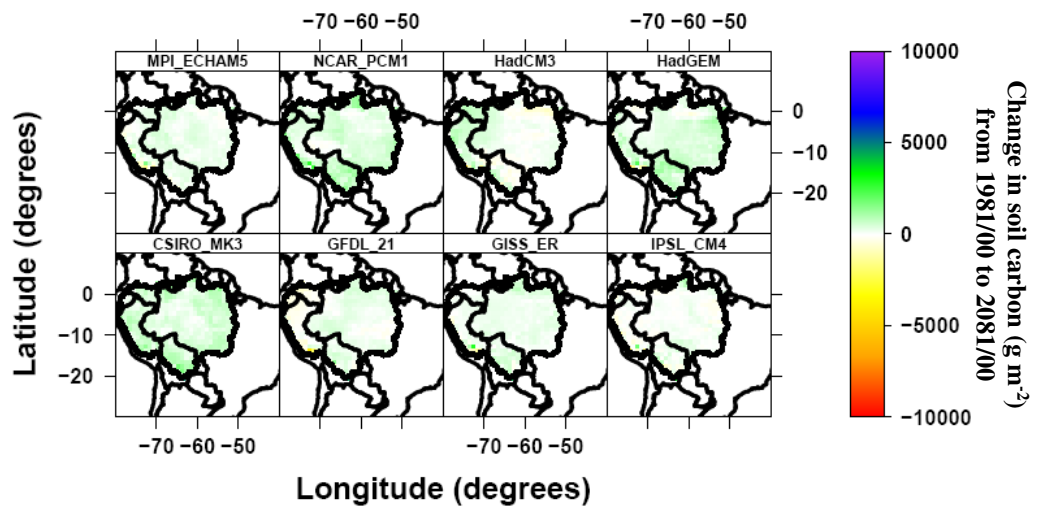 −70 −60 −50 −70 −60 −50
MPI_ECHAM5 NCAR_PCM1 HadCM3 HadGEM
0
−10
−20
CSIRO_MK3 GFDL_21 GISS_ER IPSL_CM4
0
−10
−20
−70 −60 −50 −70 −60 −50
Longitude (degrees)
Latitude (degrees)
10000
5000
0
−5000
−10000
Change in soil carbon (g m⁻²)
from 1981/00 to 2081/00